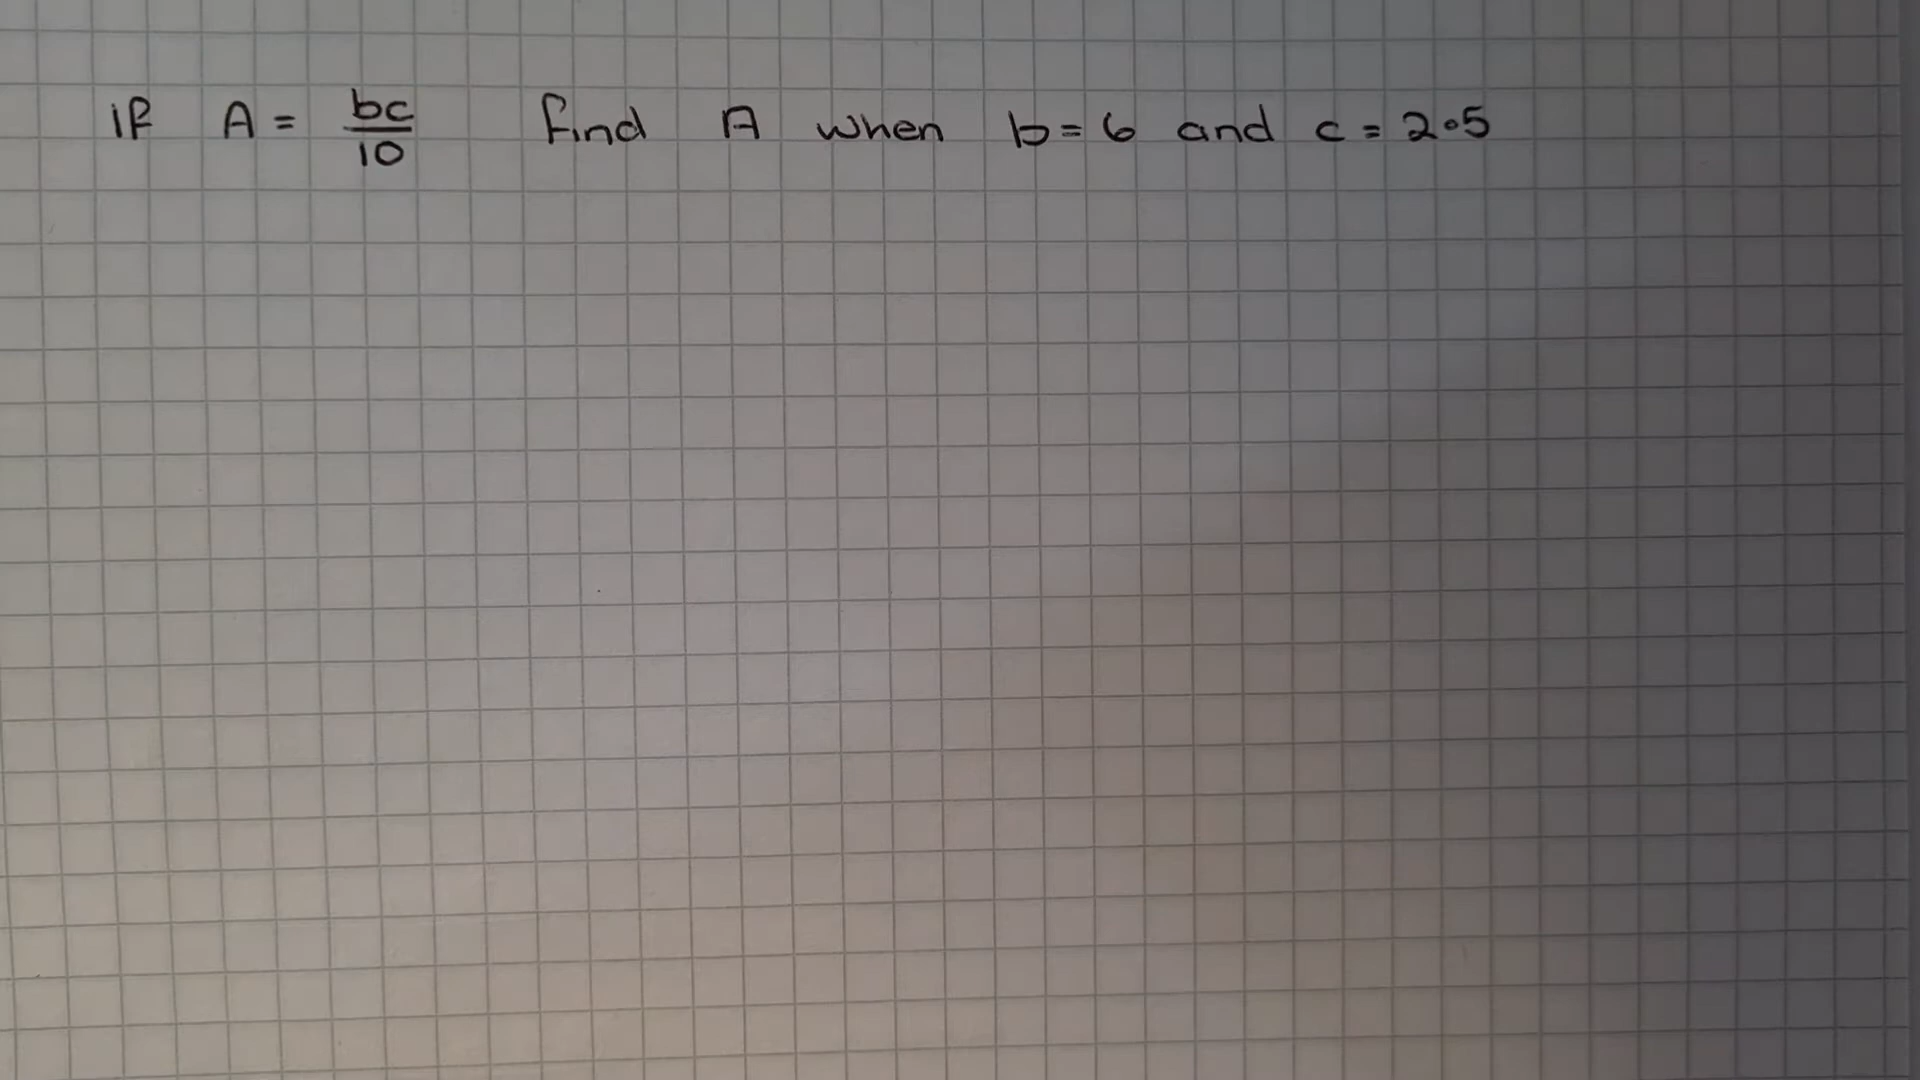 If A = bc/10 find A when b = 6 and c = 2·5